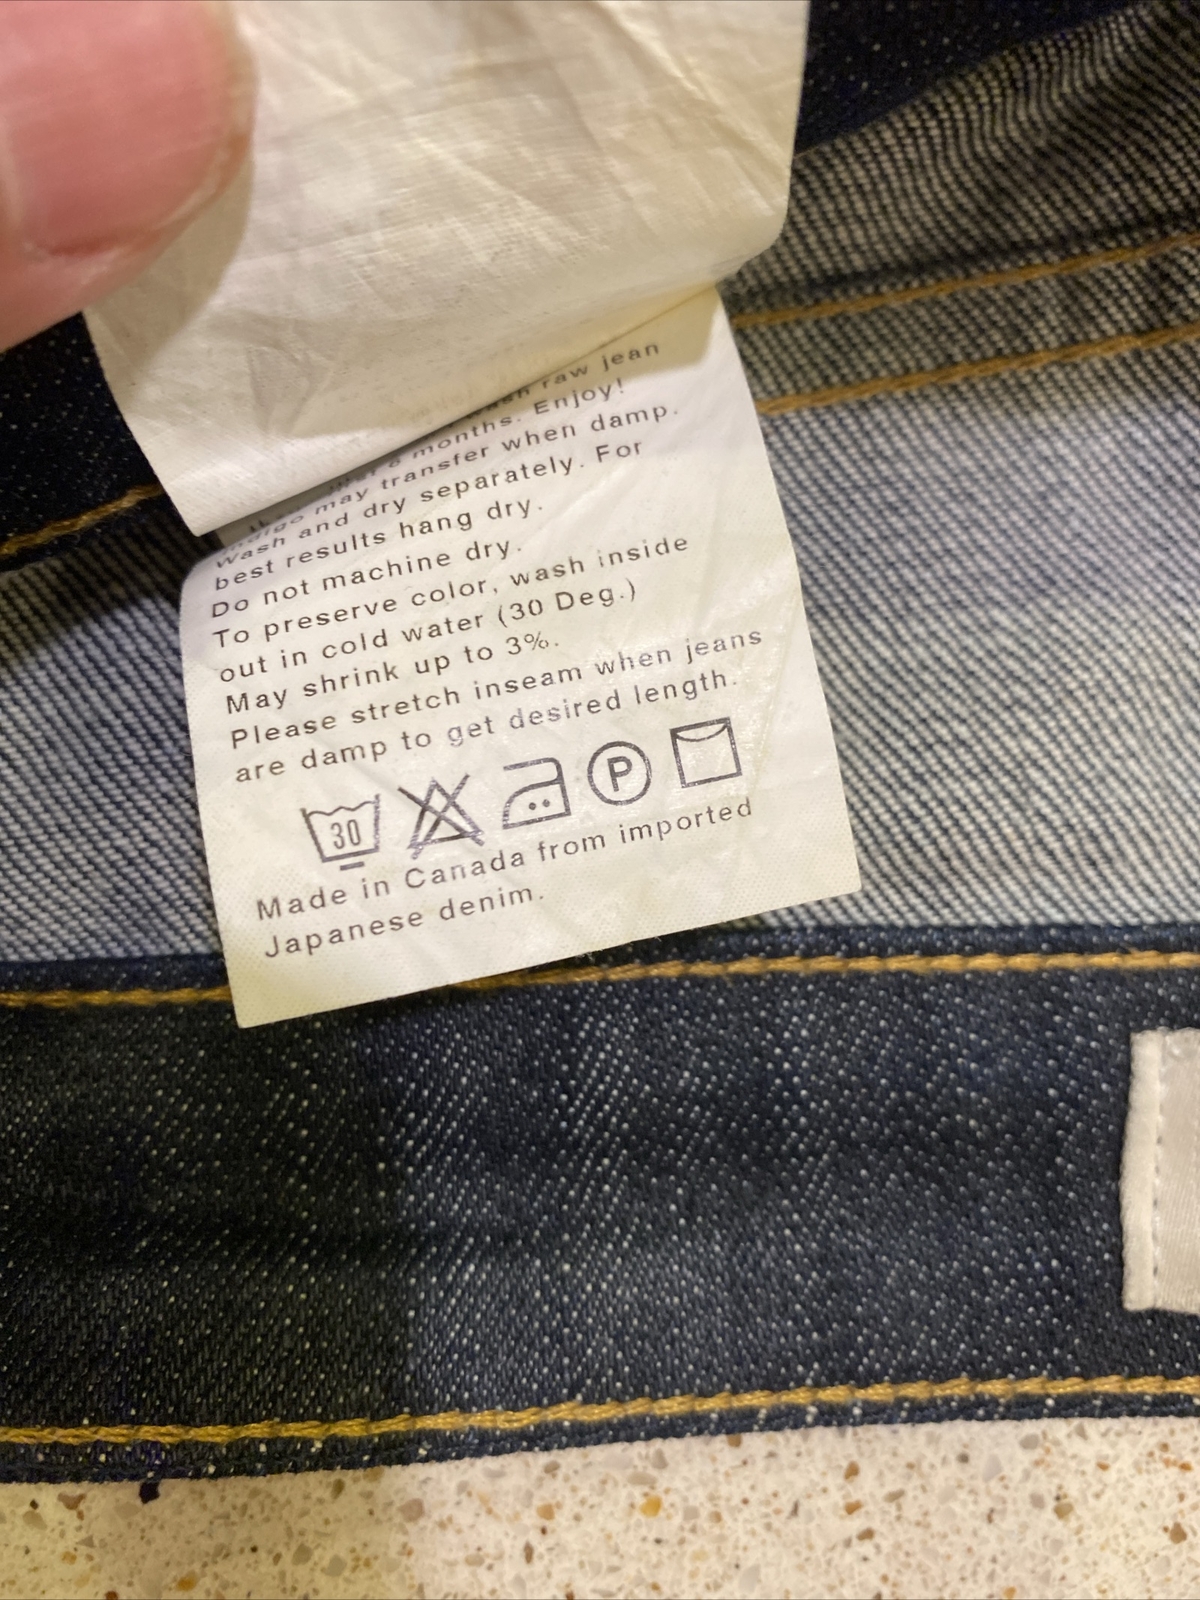 wash raw jean
months. Enjoy!
Indigo may transfer when damp.
wash and dry separately. For
best results hang dry.
Do not machine dry.
To preserve color, wash inside
out in cold water (30 Deg.)
May shrink up to 3%.
Please stretch inseam when jeans
are damp to get desired length.
30 P
Made in Canada from imported
Japanese denim.